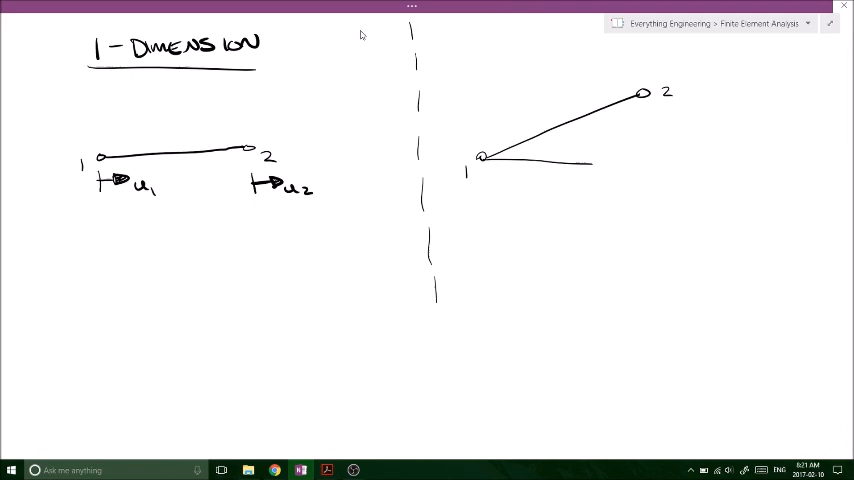 Everything Engineering > Finite Element Analysis
1-DIMENSION
1
2
u1
u2
1
2
Ask me anything
ENG
8:21 AM
2017-02-10